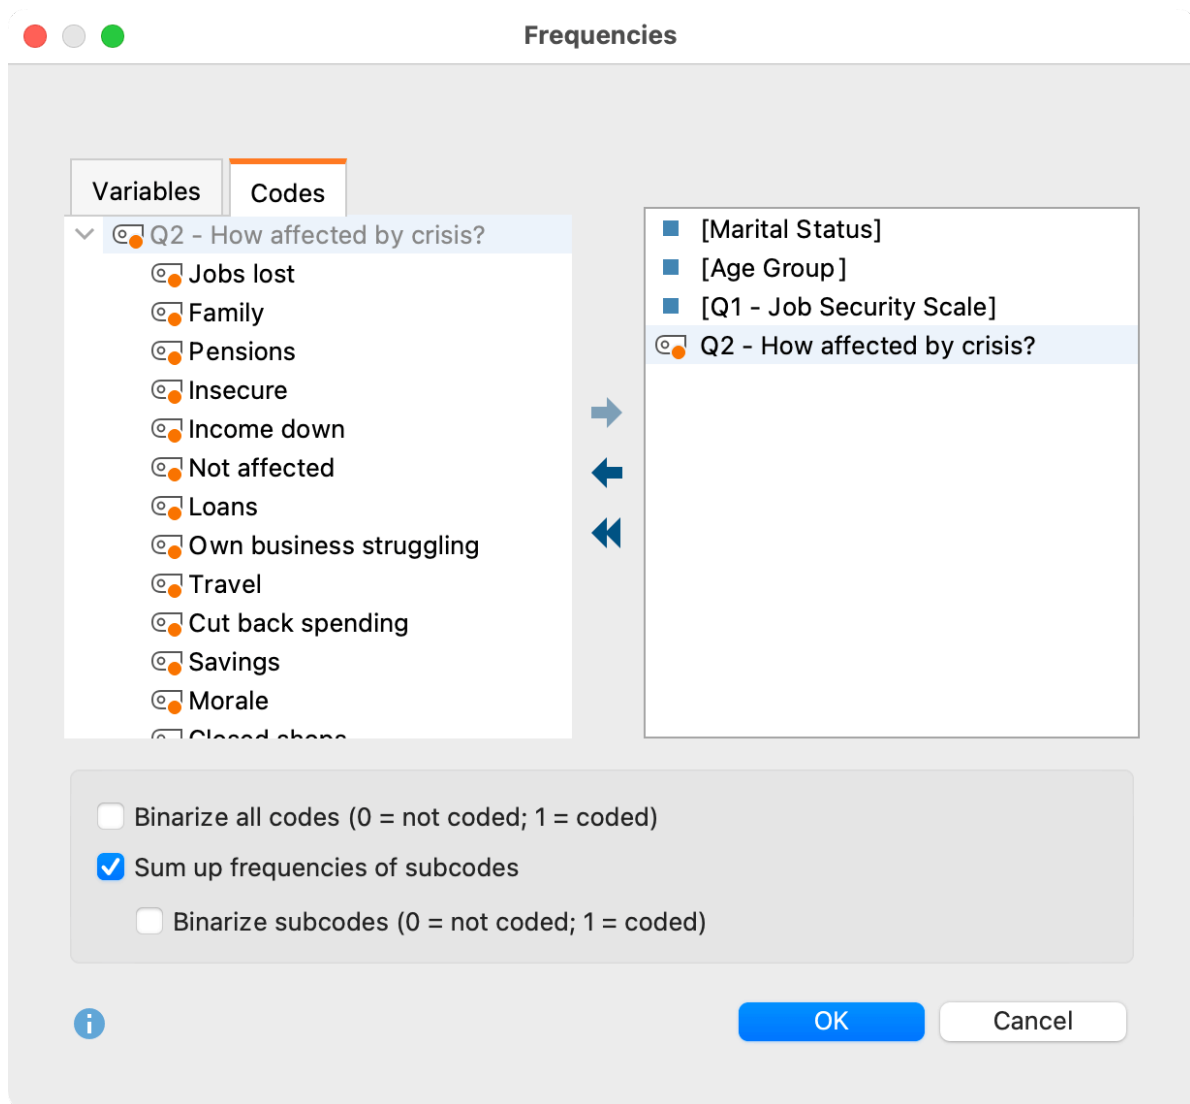 Frequencies
Variables
Codes
Q2 - How affected by crisis?
Jobs lost
Family
Pensions
Insecure
Income down
Not affected
Loans
Own business struggling
Travel
Cut back spending
Savings
Morale
Closed shops
[Marital Status]
[Age Group]
[Q1 - Job Security Scale]
Q2 - How affected by crisis?
Binarize all codes (0 = not coded; 1 = coded)
Sum up frequencies of subcodes
Binarize subcodes (0 = not coded; 1 = coded)
OK
Cancel